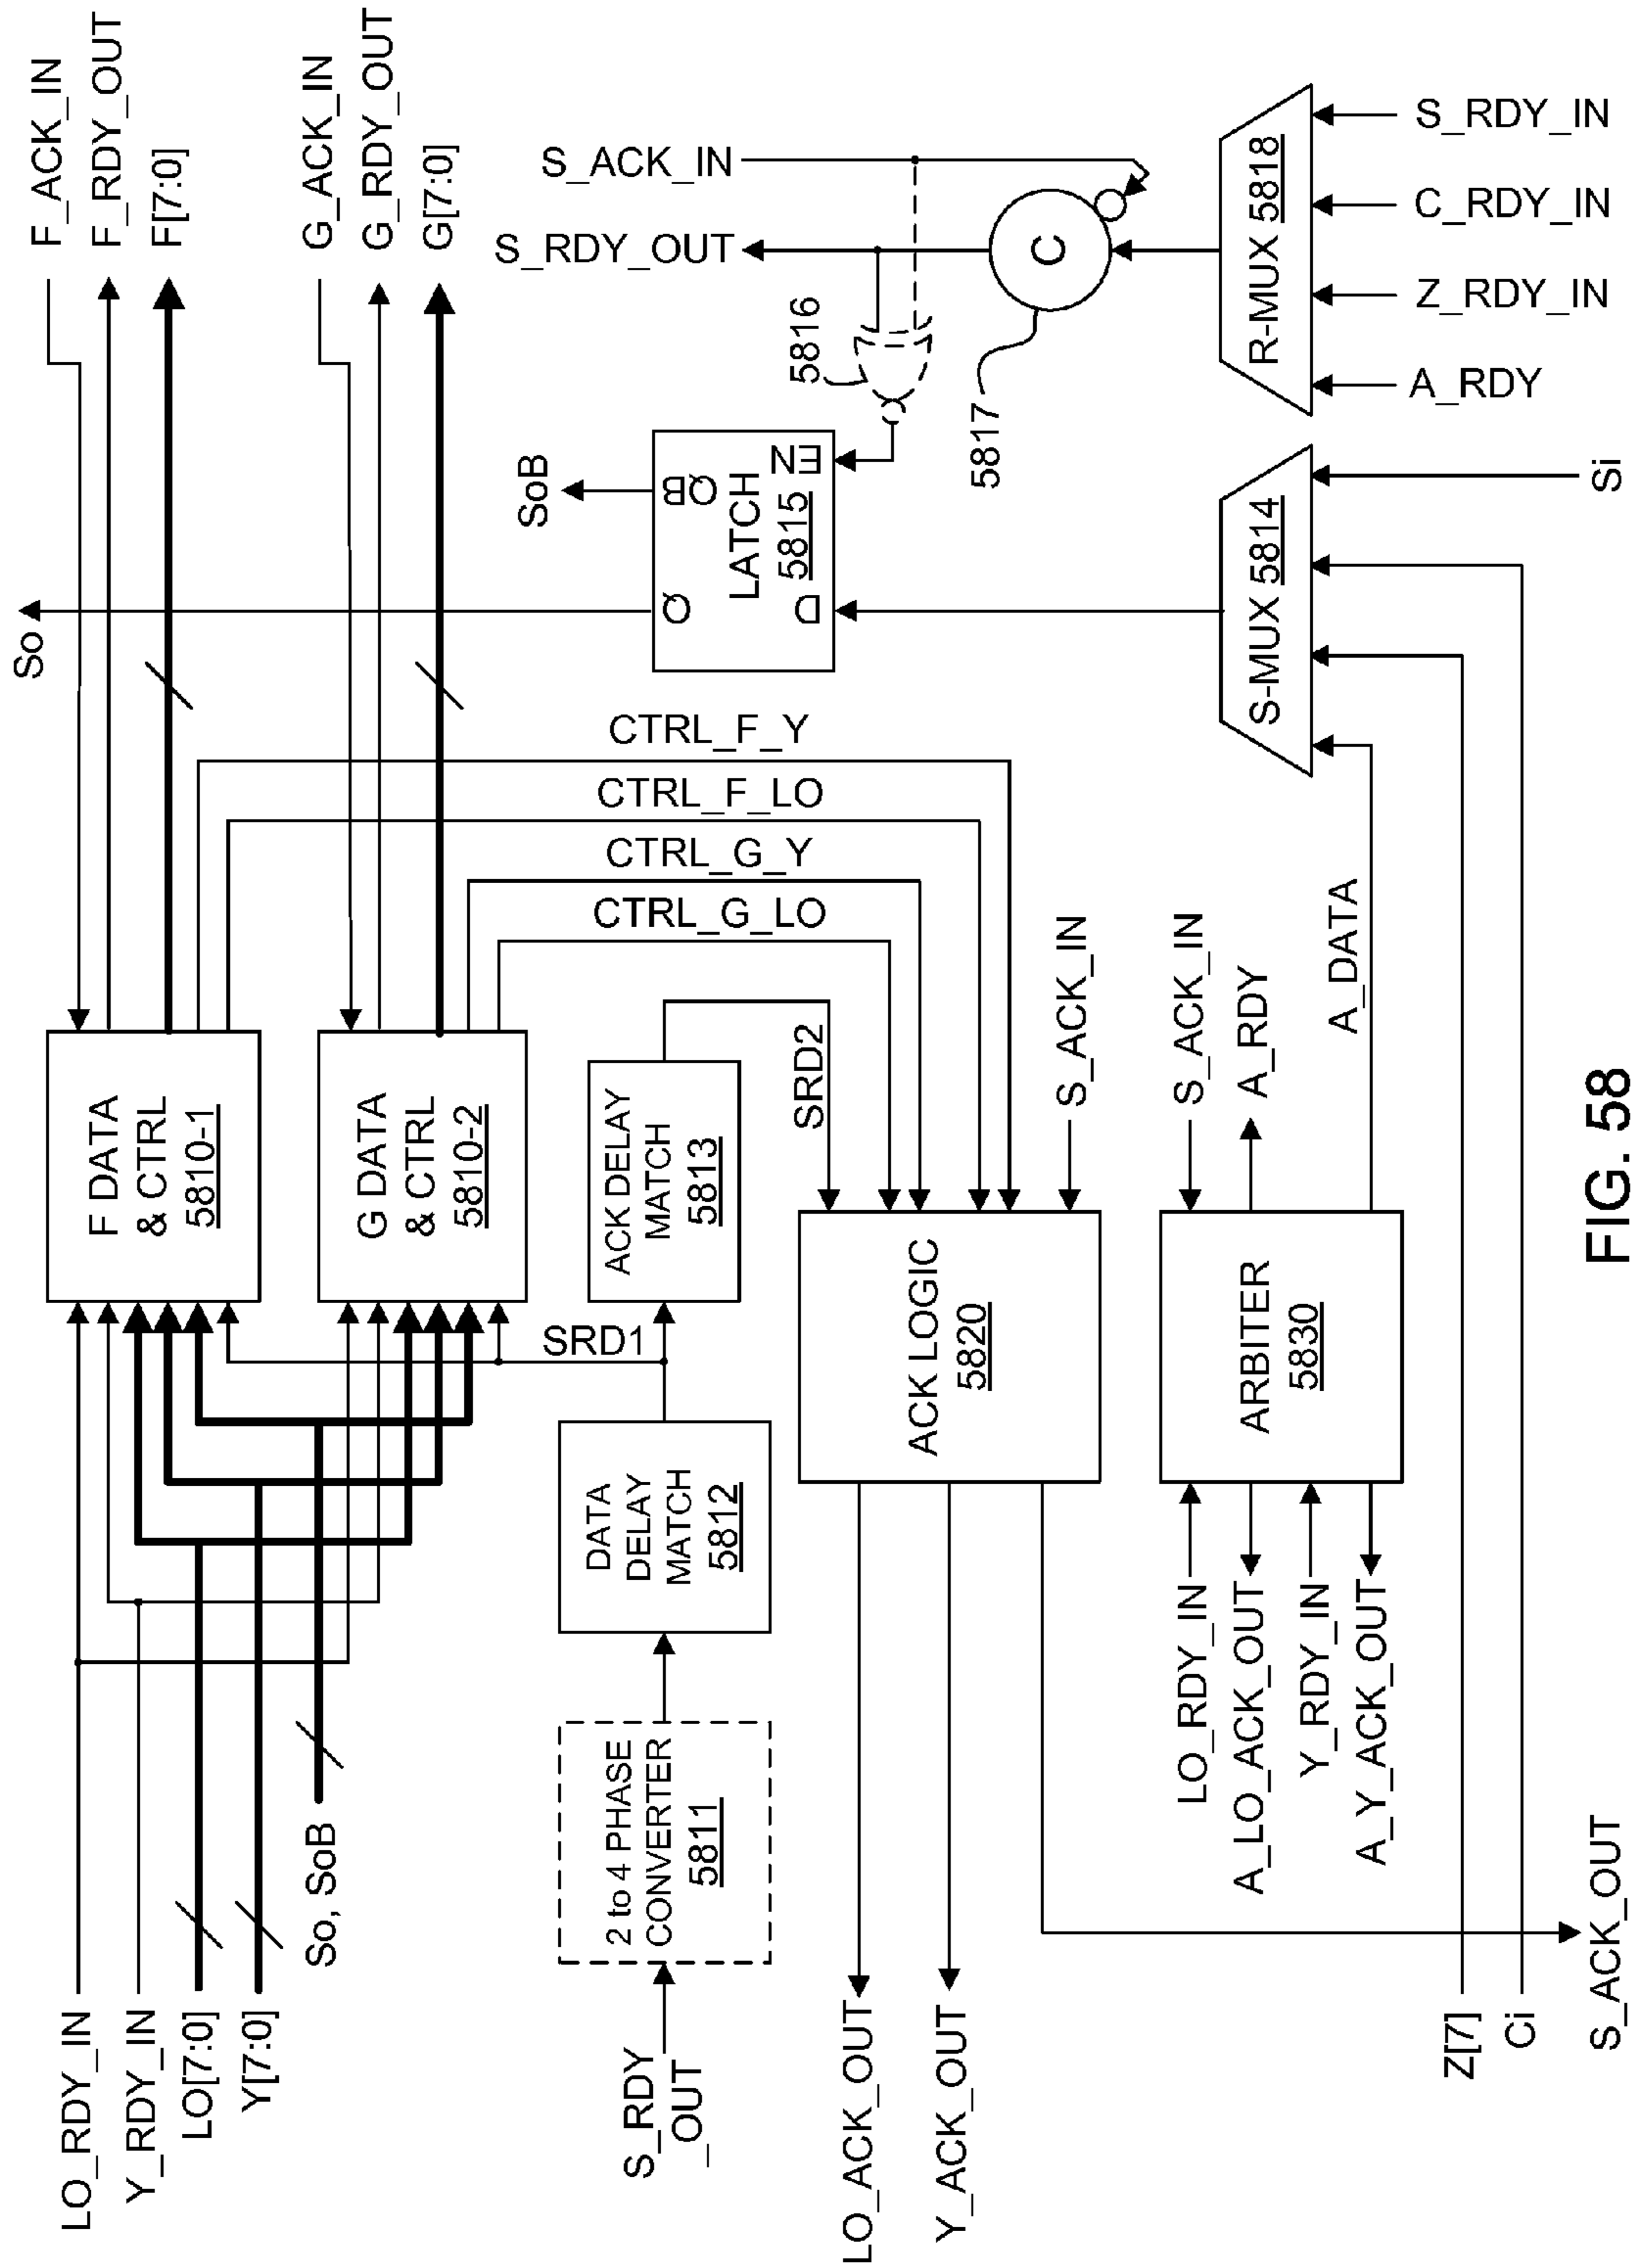 LO_RDY_IN
Y_RDY_IN
LO[7:0]
Y[7:0]
So, SoB
F DATA
& CTRL
5810-1
F_ACK_IN
F_RDY_OUT
F[7:0]
So
G DATA
& CTRL
5810-2
G_ACK_IN
G_RDY_OUT
G[7:0]
CTRL_F_Y
CTRL_F_LO
CTRL_G_Y
CTRL_G_LO
S_RDY
_OUT
2 to 4 PHASE
CONVERTER
5811
DATA
DELAY
MATCH
5812
SRD1
ACK DELAY
MATCH
5813
SRD2
LO_ACK_OUT
Y_ACK_OUT
ACK LOGIC
5820
S_ACK_IN
LO_RDY_IN
A_LO_ACK_OUT
Y_RDY_IN
A_Y_ACK_OUT
ARBITER
5830
S_ACK_IN
A_RDY
A_DATA
Z[7]
Ci
S_ACK_OUT
SoB
Q
QB
LATCH
5815
D
EN
5816
S_ACK_IN
S_RDY_OUT
C
5817
S-MUX 5814
Si
R-MUX 5818
A_RDY
Z_RDY_IN
C_RDY_IN
S_RDY_IN
FIG. 58